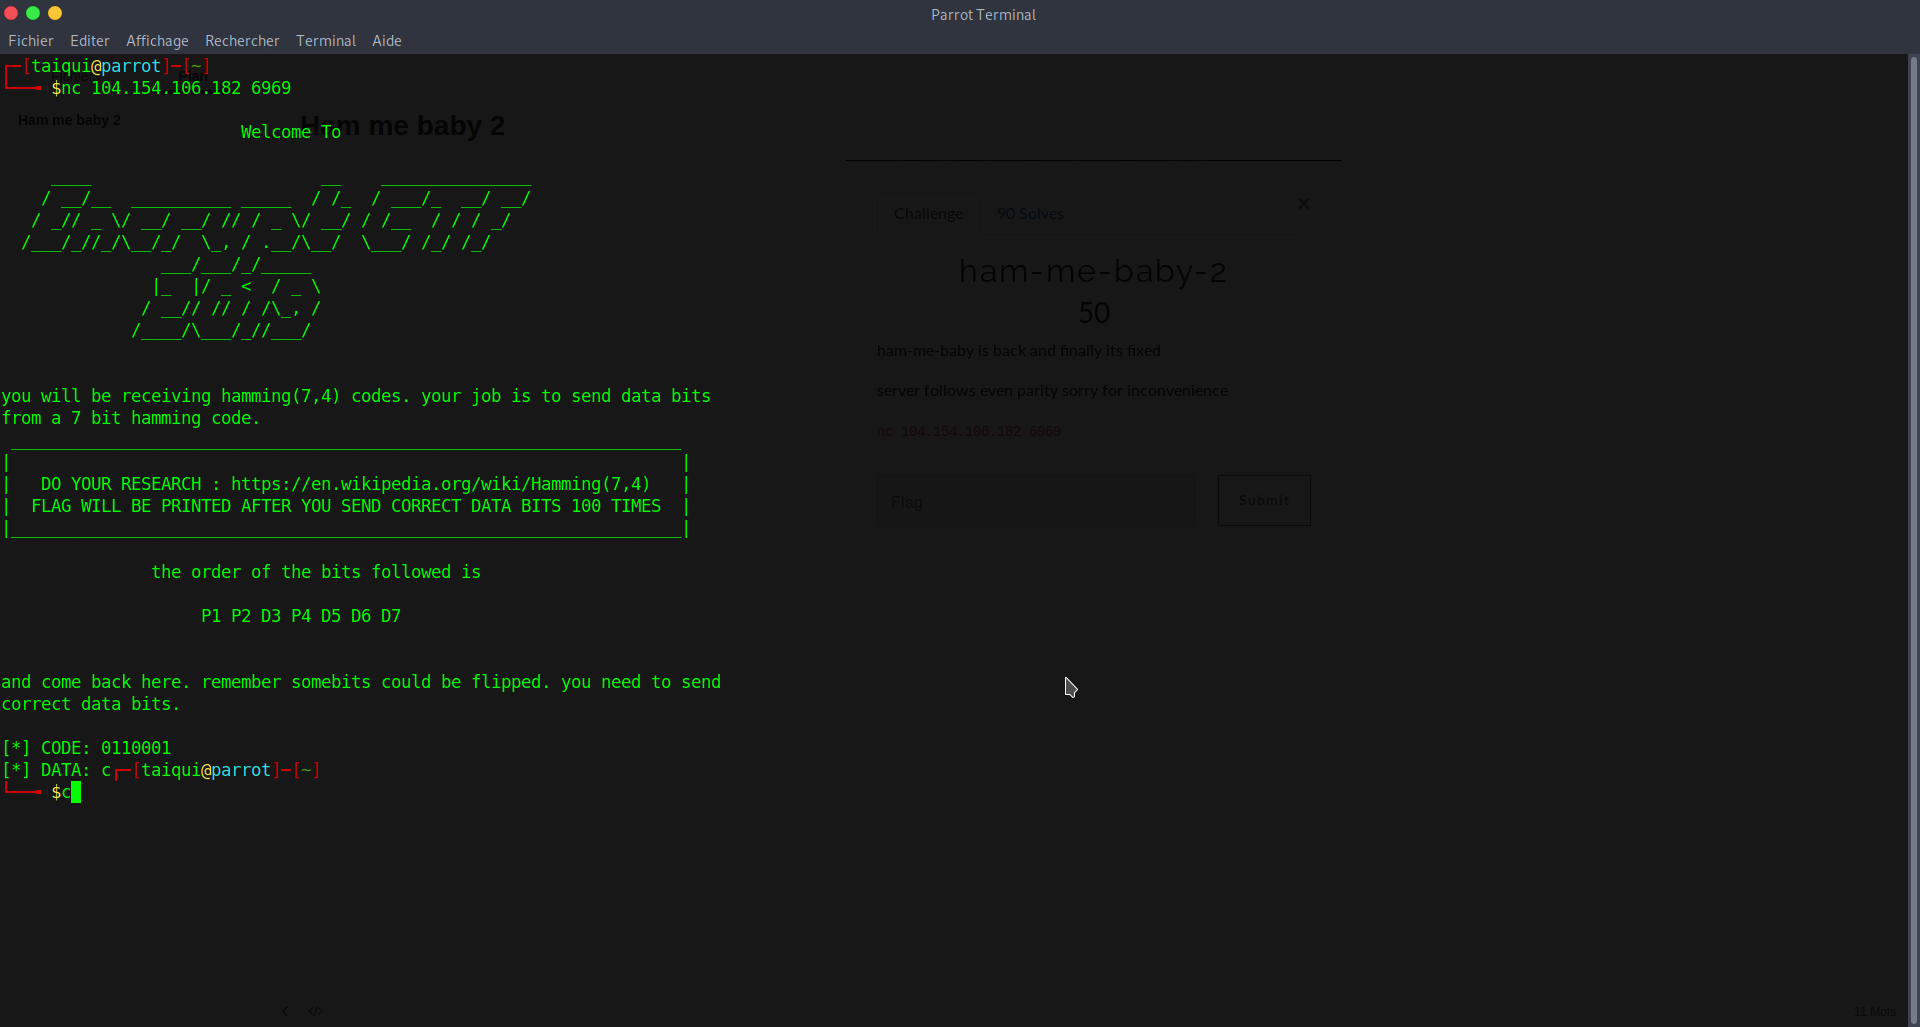 Parrot Terminal
Fichier Editer Affichage Rechercher Terminal Aide
┌─[taiqui@parrot]─[~]
└──╼ $nc 104.154.106.182 6969
Ham me baby 2
Ham me baby 2
Welcome To
Encrypt CTF
2019
you will be receiving hamming(7,4) codes. your job is to send data bits
from a 7 bit hamming code.
DO YOUR RESEARCH : https://en.wikipedia.org/wiki/Hamming(7,4)
FLAG WILL BE PRINTED AFTER YOU SEND CORRECT DATA BITS 100 TIMES
the order of the bits followed is
P1 P2 D3 P4 D5 D6 D7
and come back here. remember somebits could be flipped. you need to send
correct data bits.
[*] CODE: 0110001
[*] DATA: c┌─[taiqui@parrot]─[~]
└──╼ $c
Challenge 90 Solves ×
ham-me-baby-2
50
ham-me-baby is back and finally its fixed
server follows even parity sorry for inconvenience
nc 104.154.106.182 6969
Flag Submit
11 Mots